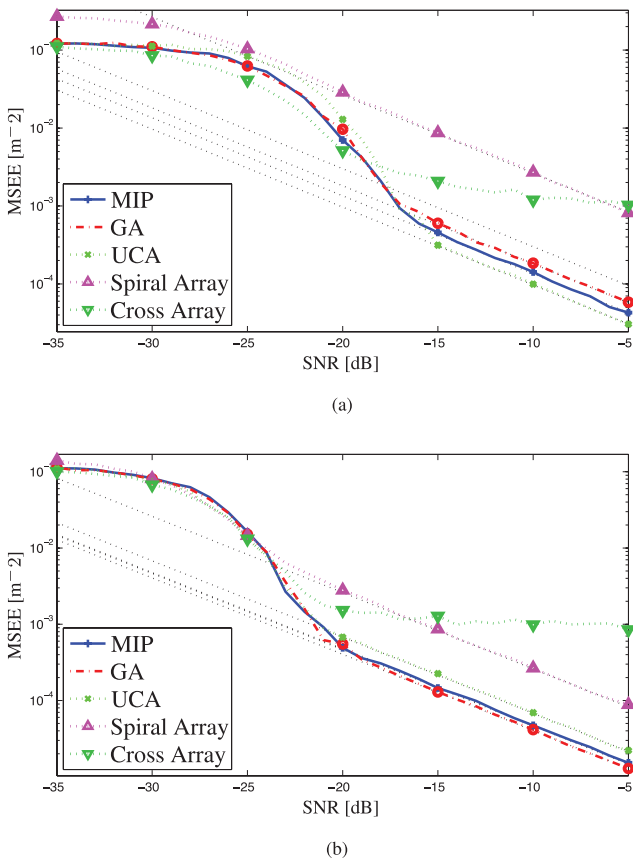 10⁻¹
10⁻²
10⁻³
10⁻⁴
MSEE [m−2]
MIP
GA
UCA
Spiral Array
Cross Array
−35 −30 −25 −20 −15 −10 −5
SNR [dB]
(a)
10⁻¹
10⁻²
10⁻³
10⁻⁴
MSEE [m−2]
MIP
GA
UCA
Spiral Array
Cross Array
−35 −30 −25 −20 −15 −10 −5
SNR [dB]
(b)